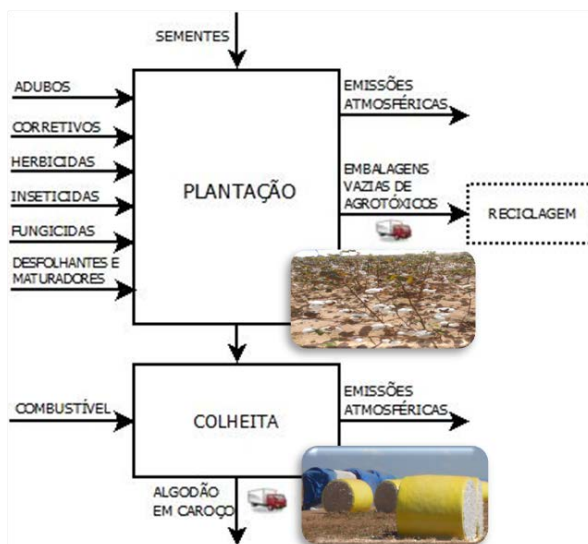 SEMENTES
ADUBOS
CORRETIVOS
HERBICIDAS
INSETICIDAS
FUNGICIDAS
DESFOLHANTES E
MATURADORES
PLANTAÇÃO
EMISSÕES
ATMOSFÉRICAS
EMBALAGENS
VAZIAS DE
AGROTÓXICOS
RECICLAGEM
COMBUSTÍVEL
COLHEITA
EMISSÕES
ATMOSFÉRICAS
ALGODÃO
EM CAROÇO